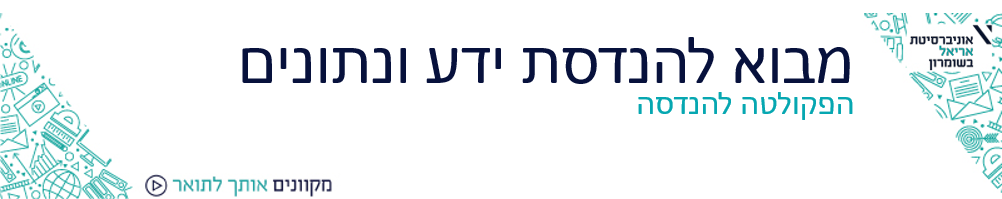 אוניברסיטת
אריאל
בשומרון
מבוא להנדסת ידע ונתונים
הפקולטה להנדסה
מקוונים אותך לתואר
ONLINE